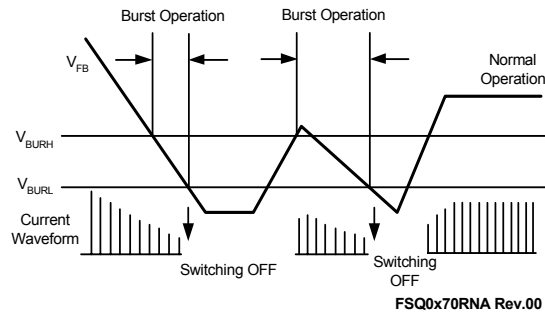 Burst Operation
Burst Operation
VFB
Normal
Operation
VBURH
VBURL
Current
Waveform
Switching OFF
Switching
OFF
FSQ0x70RNA Rev.00